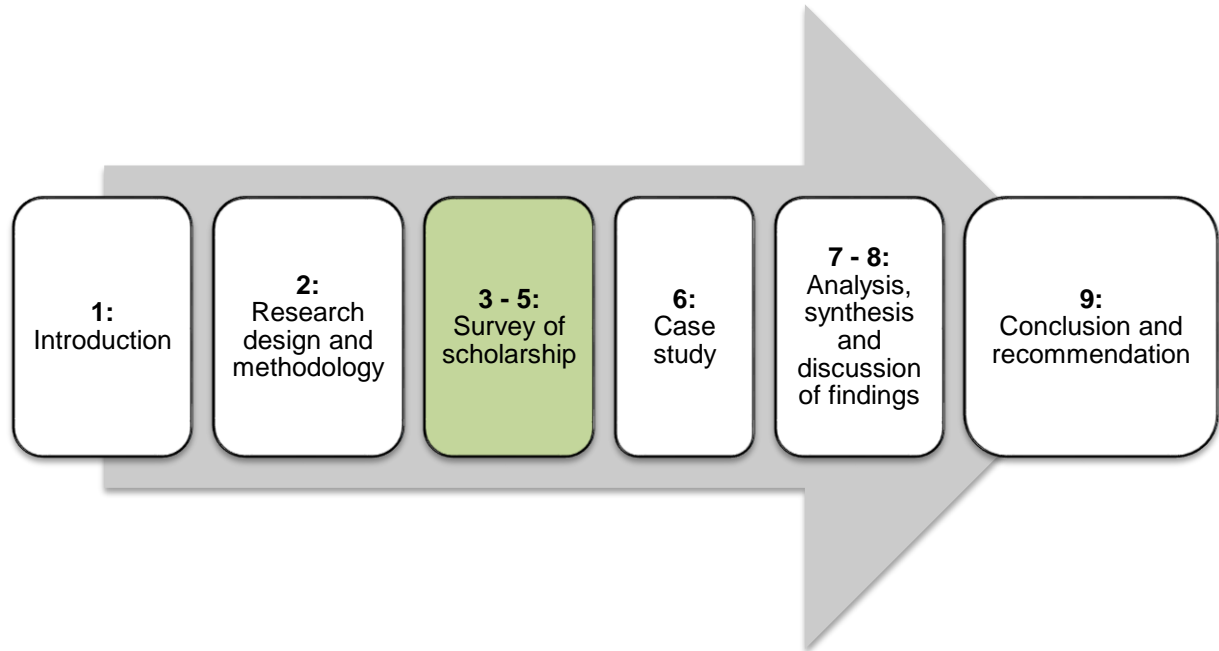 1:
Introduction
2:
Research
design and
methodology
3 - 5:
Survey of
scholarship
6:
Case
study
7 - 8:
Analysis,
synthesis
and
discussion
of findings
9:
Conclusion and
recommendation